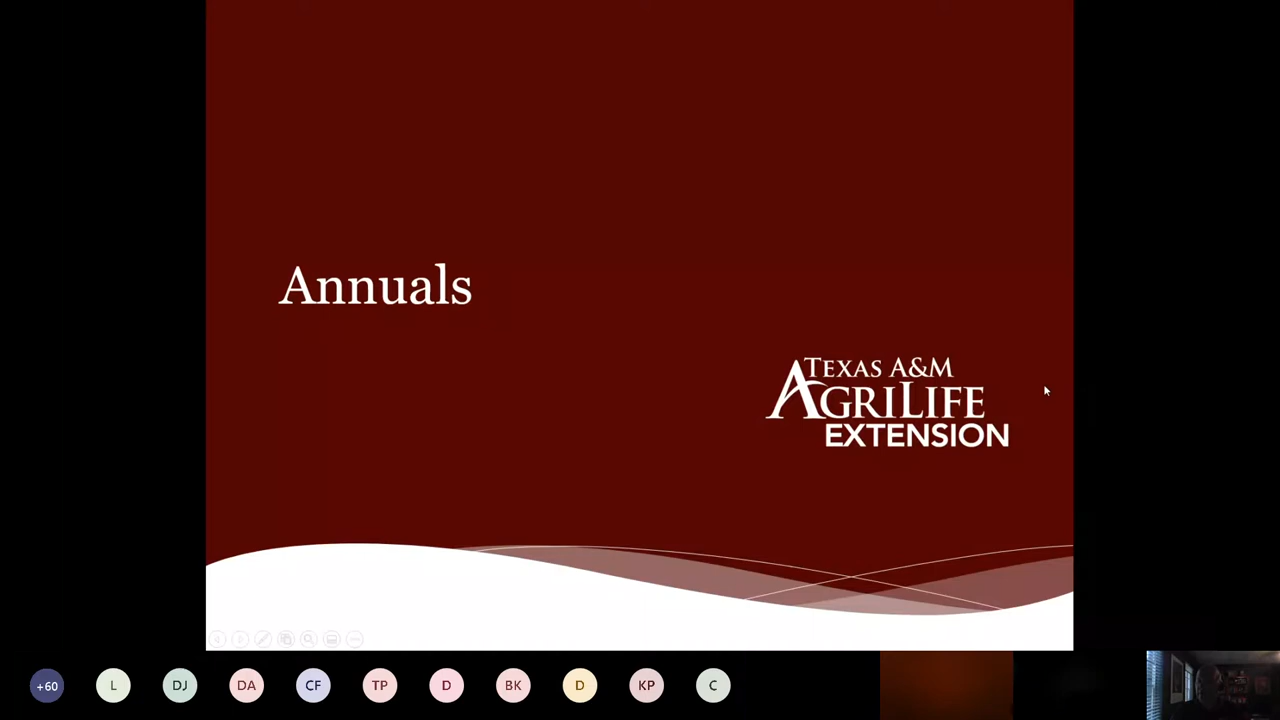 Annuals
TEXAS A&M
AGRILIFE
EXTENSION
+60 L DJ DA CF TP D BK D KP C